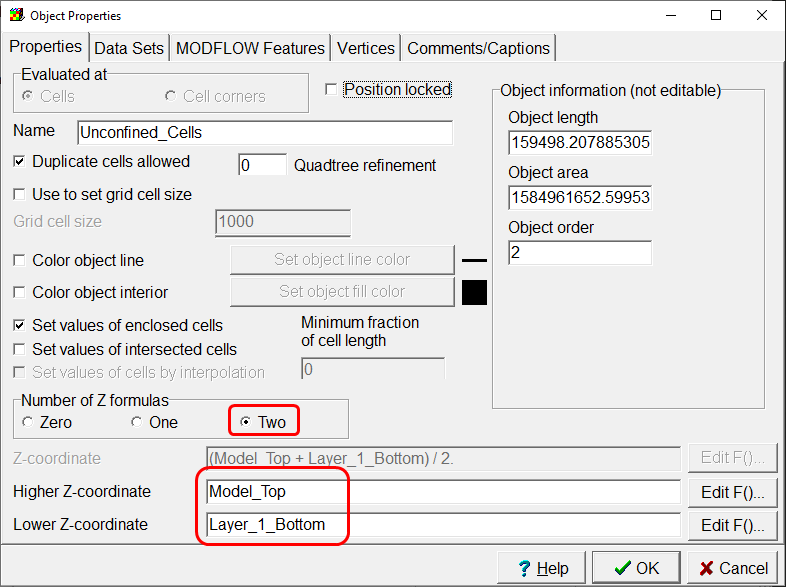 Object Properties
Properties Data Sets MODFLOW Features Vertices Comments/Captions
Evaluated at
Cells Cell corners
Position locked
Name Unconfined_Cells
Duplicate cells allowed 0 Quadtree refinement
Use to set grid cell size
Grid cell size 1000
Color object line Set object line color
Color object interior Set object fill color
Set values of enclosed cells
Set values of intersected cells
Set values of cells by interpolation
Minimum fraction
of cell length
0
Object information (not editable)
Object length
159498.207885305
Object area
1584961652.59953
Object order
2
Number of Z formulas
Zero One Two
Z-coordinate (Model_Top + Layer_1_Bottom) / 2. Edit F()...
Higher Z-coordinate Model_Top Edit F()...
Lower Z-coordinate Layer_1_Bottom Edit F()...
? Help OK Cancel